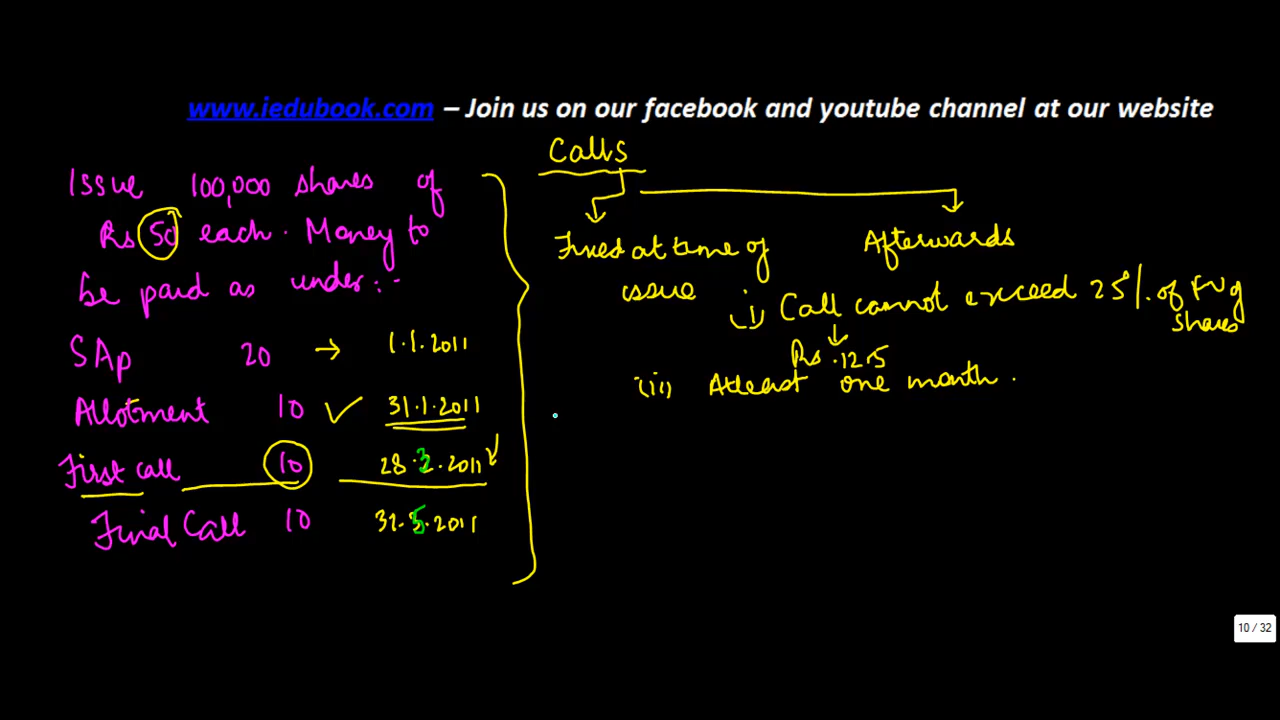 www.iedubook.com – Join us on our facebook and youtube channel at our website
Issue 100,000 shares of
Rs 50 each. Money to
be paid as under:-
SAp 20 → 1.1.2011
Allotment 10 ✓ 31.1.2011
First call 10 28.3.2011
Final Call 10 31.5.2011
Calls
Fixed at time of
issue
Afterwards
(i) Call cannot exceed 25% of FV of
shares
Rs.12.5
(ii) Atleast one month.
10 / 32